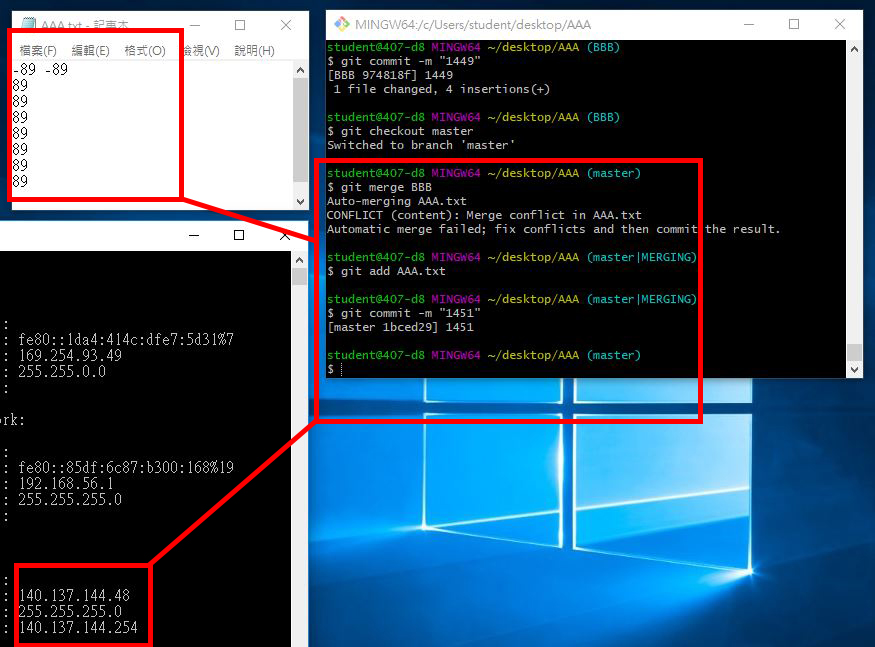 AAA.txt - 記事本
檔案(F) 編輯(E) 格式(O) 檢視(V) 說明(H)
-89 -89
89
89
89
89
89
89
89
MINGW64:/c/Users/student/desktop/AAA
student@407-d8 MINGW64 ~/desktop/AAA (BBB)
$ git commit -m "1449"
[BBB 974818f] 1449
1 file changed, 4 insertions(+)
student@407-d8 MINGW64 ~/desktop/AAA (BBB)
$ git checkout master
Switched to branch 'master'
student@407-d8 MINGW64 ~/desktop/AAA (master)
$ git merge BBB
Auto-merging AAA.txt
CONFLICT (content): Merge conflict in AAA.txt
Automatic merge failed; fix conflicts and then commit the result.
student@407-d8 MINGW64 ~/desktop/AAA (master|MERGING)
$ git add AAA.txt
student@407-d8 MINGW64 ~/desktop/AAA (master|MERGING)
$ git commit -m "1451"
[master 1bced29] 1451
student@407-d8 MINGW64 ~/desktop/AAA (master)
$
:
: fe80::1da4:414c:dfe7:5d31%7
: 169.254.93.49
: 255.255.0.0
:
ork:
:
: fe80::85df:6c87:b300:168%19
: 192.168.56.1
: 255.255.255.0
:
:
: 140.137.144.48
: 255.255.255.0
: 140.137.144.254